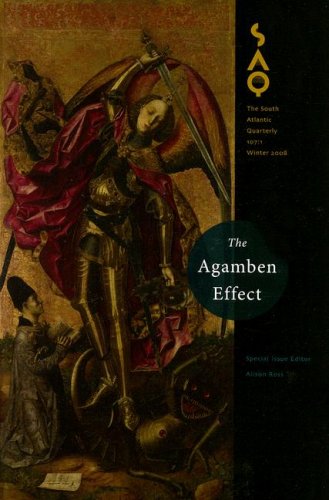 SAQ
The South
Atlantic
Quarterly
107:1
Winter 2008
The
Agamben
Effect
Special Issue Editor
Alison Ross